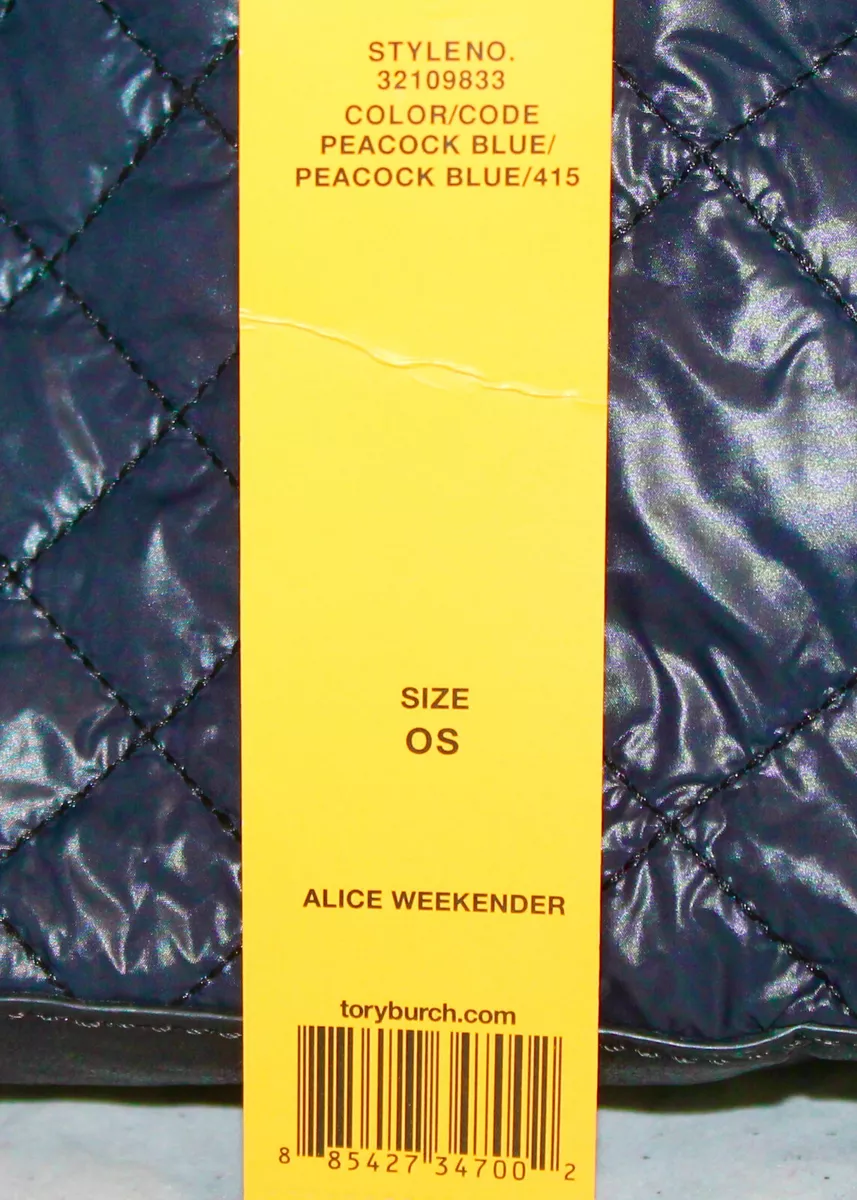 STYLENO.
32109833
COLOR/CODE
PEACOCK BLUE/
PEACOCK BLUE/415
SIZE
OS
ALICE WEEKENDER
toryburch.com
8 85427 34700 2